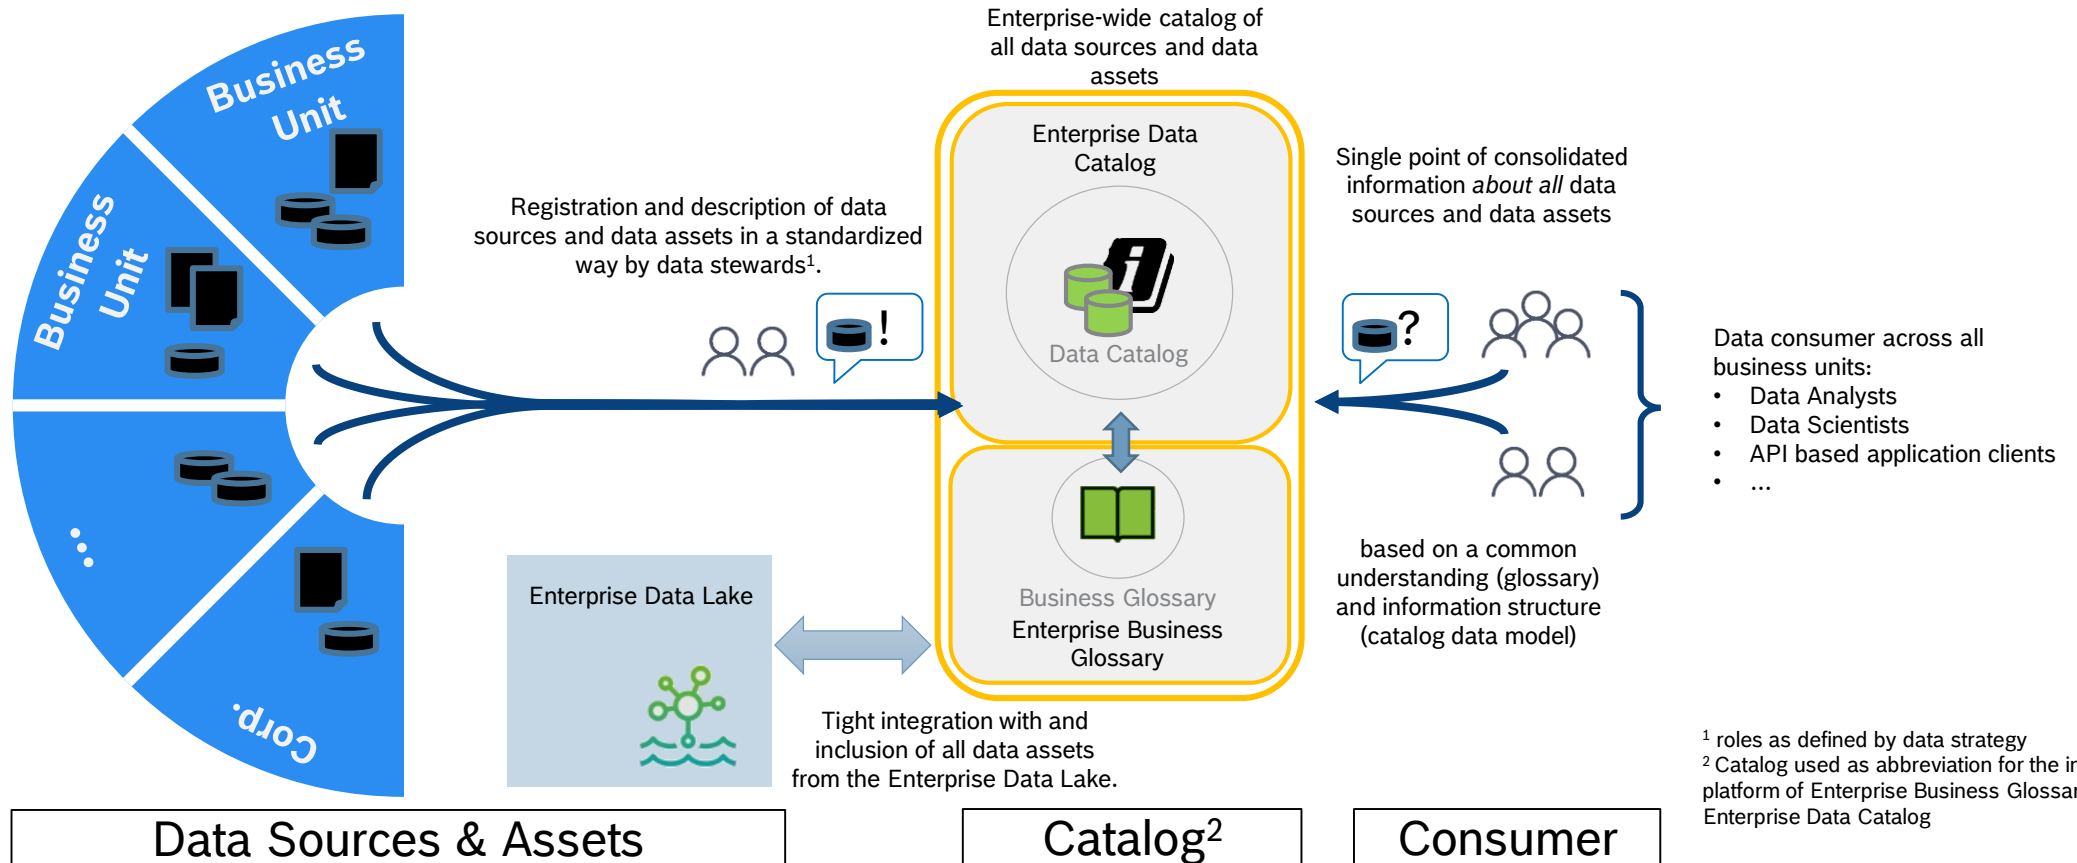 Business
Unit
Business
Unit
...
Corp.
Registration and description of data
sources and data assets in a standardized
way by data stewards¹.
!
Enterprise Data Lake
Tight integration with and
inclusion of all data assets
from the Enterprise Data Lake.
Enterprise-wide catalog of
all data sources and data
assets
Enterprise Data
Catalog
i
Data Catalog
Business Glossary
Enterprise Business
Glossary
Single point of consolidated
information about all data
sources and data assets
?
based on a common
understanding (glossary)
and information structure
(catalog data model)
Data consumer across all
business units:
• Data Analysts
• Data Scientists
• API based application clients
• ...
¹ roles as defined by data strategy
² Catalog used as abbreviation for the
platform of Enterprise Business
Enterprise Data Catalog
Data Sources & Assets
Catalog²
Consumer